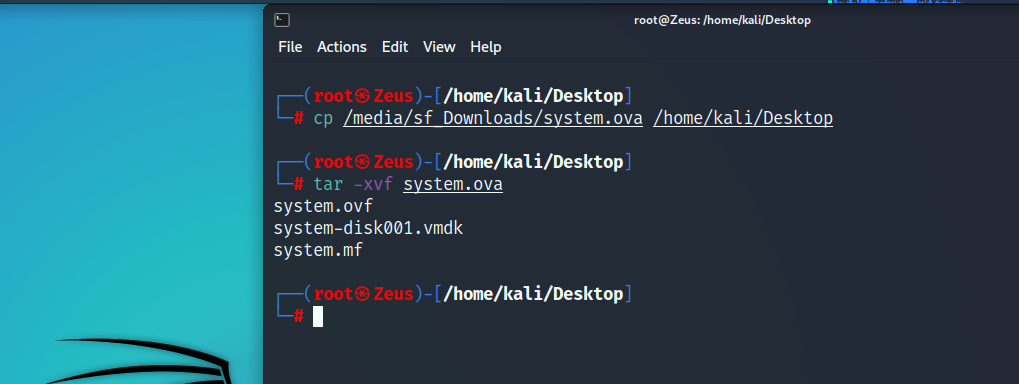 root@Zeus: /home/kali/Desktop
File Actions Edit View Help
┌──(root㉿Zeus)-[/home/kali/Desktop]
└─# cp /media/sf_Downloads/system.ova /home/kali/Desktop
┌──(root㉿Zeus)-[/home/kali/Desktop]
└─# tar -xvf system.ova
system.ovf
system-disk001.vmdk
system.mf
┌──(root㉿Zeus)-[/home/kali/Desktop]
└─#